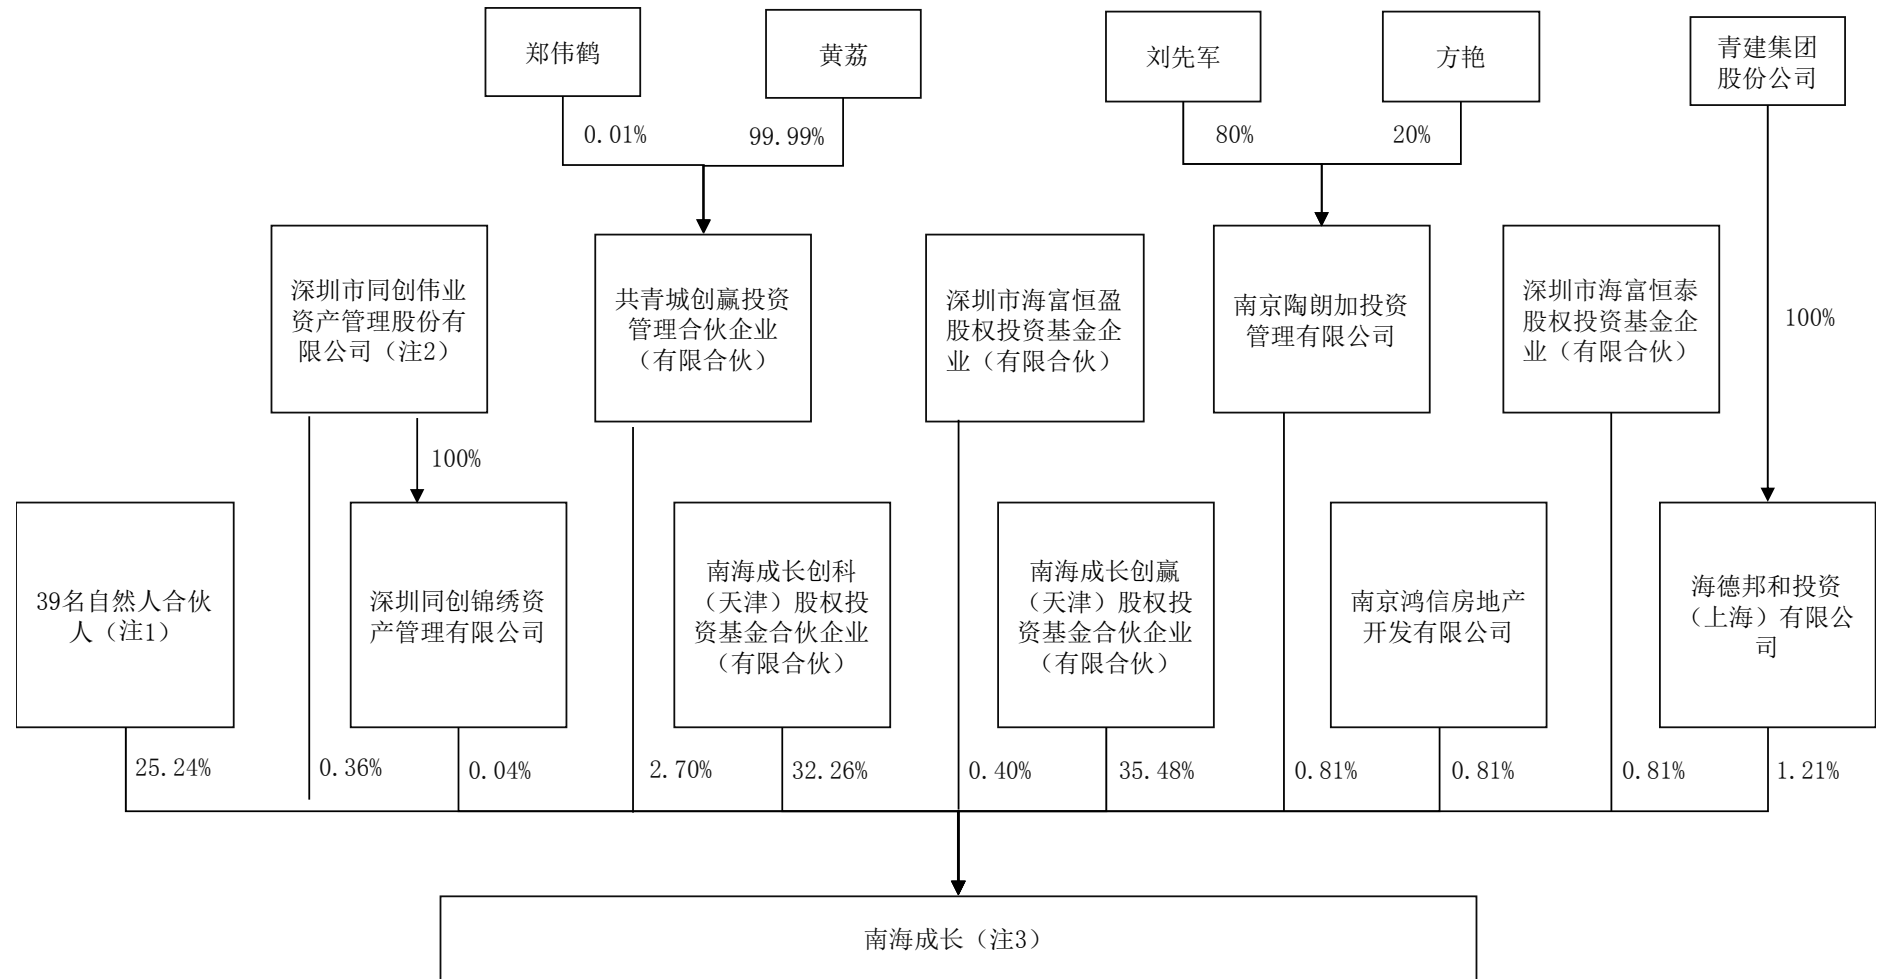 郑伟鹤
黄荔
刘先军
方艳
青建集团
股份公司
0.01%
99.99%
80%
20%
深圳市同创伟业
资产管理股份有
限公司（注2）
共青城创赢投资
管理合伙企业
（有限合伙）
深圳市海富恒盈
股权投资基金企
业（有限合伙）
南京陶朗加投资
管理有限公司
深圳市海富恒泰
股权投资基金企
业（有限合伙）
100%
100%
39名自然人合伙
人（注1）
深圳同创锦绣资
产管理有限公司
南海成长创科
（天津）股权投
资基金合伙企业
（有限合伙）
南海成长创赢
（天津）股权投
资基金合伙企业
（有限合伙）
南京鸿信房地产
开发有限公司
海德邦和投资
（上海）有限公
司
25.24%
0.36%
0.04%
2.70%
32.26%
0.40%
35.48%
0.81%
0.81%
0.81%
1.21%
南海成长（注3）